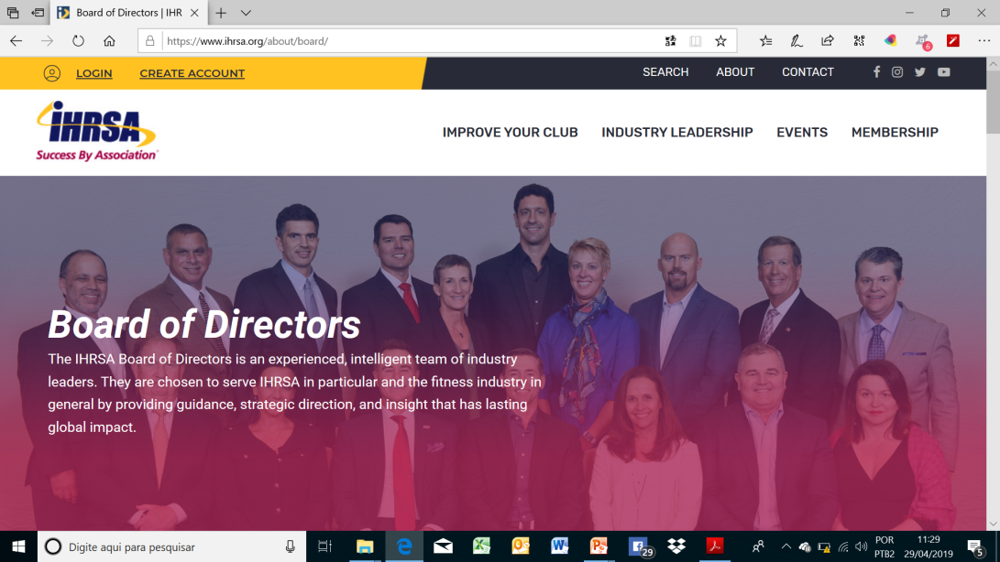 Board of Directors | IHR
https://www.ihrsa.org/about/board/
6
LOGIN CREATE ACCOUNT SEARCH ABOUT CONTACT
IHRSA
Success By Association
IMPROVE YOUR CLUB INDUSTRY LEADERSHIP EVENTS MEMBERSHIP
Board of Directors
The IHRSA Board of Directors is an experienced, intelligent team of industry
leaders. They are chosen to serve IHRSA in particular and the fitness industry in
general by providing guidance, strategic direction, and insight that has lasting
global impact.
Digite aqui para pesquisar
29
POR 11:29
PTB2 29/04/2019
5